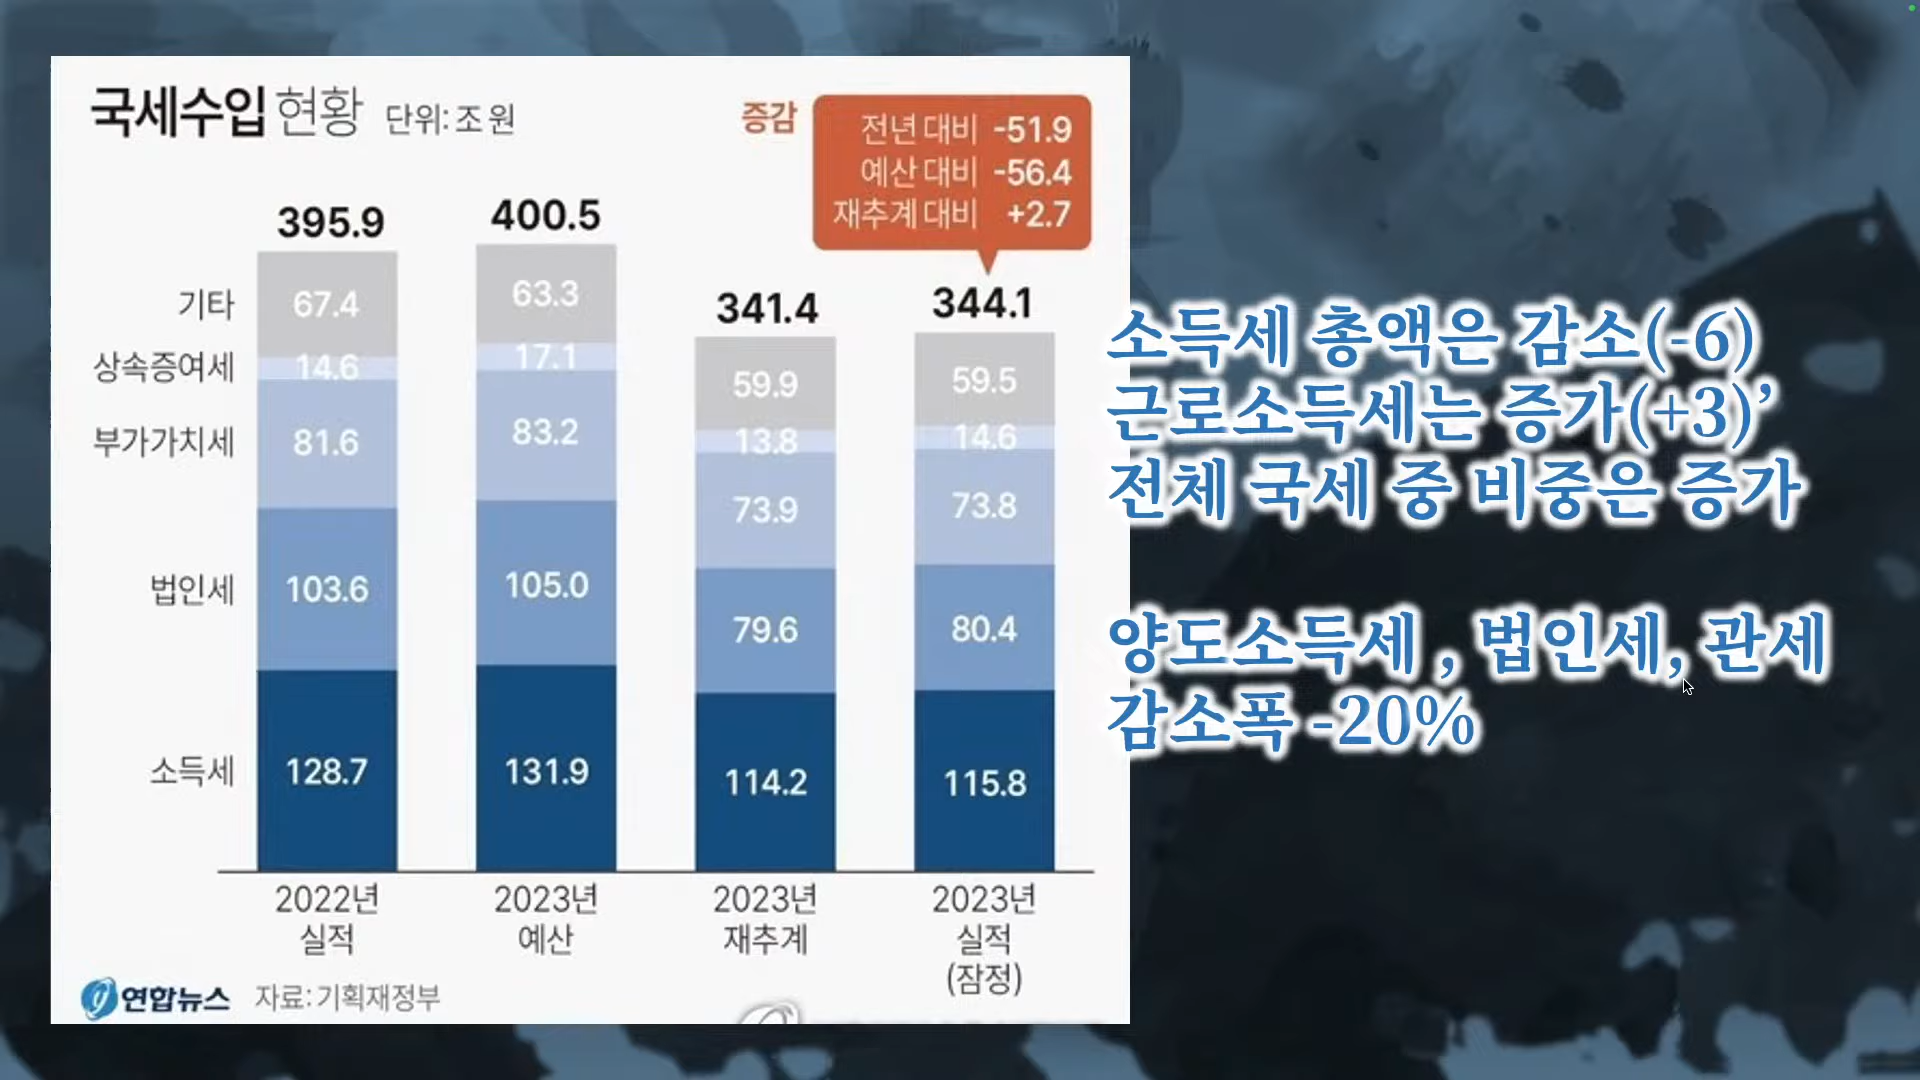 국세수입 현황 단위: 조 원
증감
전년 대비 -51.9
예산 대비 -56.4
재추계 대비 +2.7
395.9
400.5
341.4
344.1
기타 67.4 63.3 59.9 59.5
상속증여세 14.6 17.1 13.8 14.6
부가가치세 81.6 83.2 73.9 73.8
법인세 103.6 105.0 79.6 80.4
소득세 128.7 131.9 114.2 115.8
2022년 실적
2023년 예산
2023년 재추계
2023년 실적 (잠정)
연합뉴스 자료: 기획재정부
소득세 총액은 감소(-6)
근로소득세는 증가(+3)’
전체 국세 중 비중은 증가
양도소득세 , 법인세, 관세
감소폭 -20%